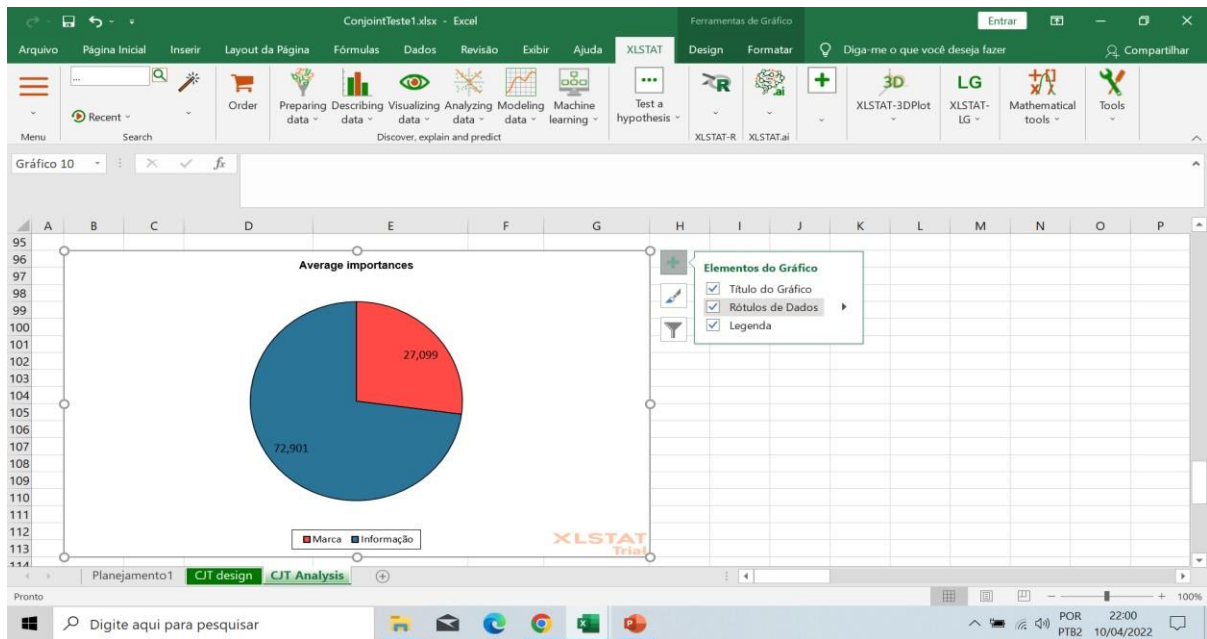 ConjointTeste1.xlsx - Excel
Ferramentas de Gráfico
Entrar
Arquivo Página Inicial Inserir Layout da Página Fórmulas Dados Revisão Exibir Ajuda XLSTAT Design Formatar Diga-me o que você deseja fazer Compartilhar
...
Recent
Order
Preparing data
Describing data
Visualizing data
Analyzing data
Modeling data
Machine learning
Test a hypothesis
R
.ai
3D
XLSTAT-3DPlot
LG
XLSTAT-LG
Mathematical tools
Tools
Menu Search Discover, explain and predict XLSTAT-R XLSTAT.ai
Gráfico 10 fx
A B C D E F G H I J K L M N O P
95
96
97
98
99
100
101
102
103
104
105
106
107
108
109
110
111
112
113
114
Average importances
27,099
72,901
Marca Informação
XLSTAT
Trial
Elementos do Gráfico
Título do Gráfico
Rótulos de Dados
Legenda
Planejamento1 CJT design CJT Analysis
Pronto 100%
Digite aqui para pesquisar
POR
PTB2
22:00
10/04/2022